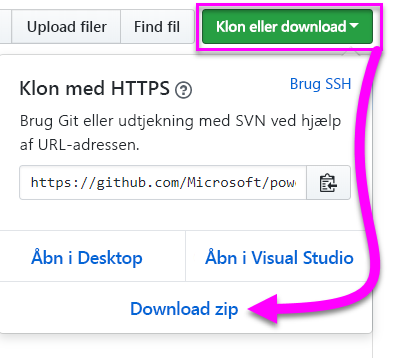 Upload filer Find fil Klon eller download
Klon med HTTPS ? Brug SSH
Brug Git eller udtjekning med SVN ved hjælp
af URL-adressen.
https://github.com/Microsoft/pow
Åbn i Desktop Åbn i Visual Studio
Download zip